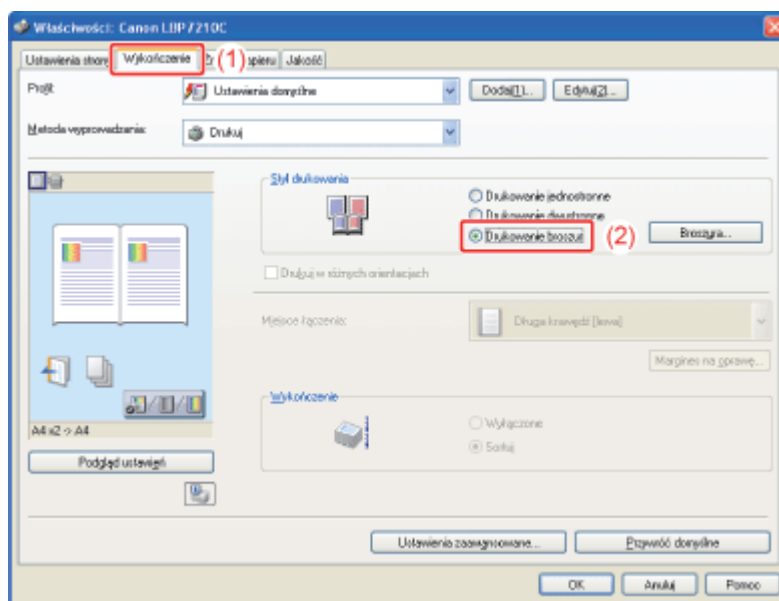 Właściwości: Canon LBP7210C
Ustawienia strony Wykończenie (1) papieru Jakość
Profil: Ustawienia domyślne Dodaj(1)... Edytuj(2)...
Metoda wyprowadzania: Drukuj
Styl drukowania
Drukowanie jednostronne
Drukowanie dwustronne
Drukowanie broszur (2) Broszura...
Drukuj w różnych orientacjach
Miejsce łączenia: Długa krawędź [lewa]
Margines na oprawę...
Wykończenie
Wyłączone
Sortuj
A4 x2 -> A4
Podgląd ustawień
Ustawienia zaawansowane... Przywróć domyślne
OK Anuluj Pomoc